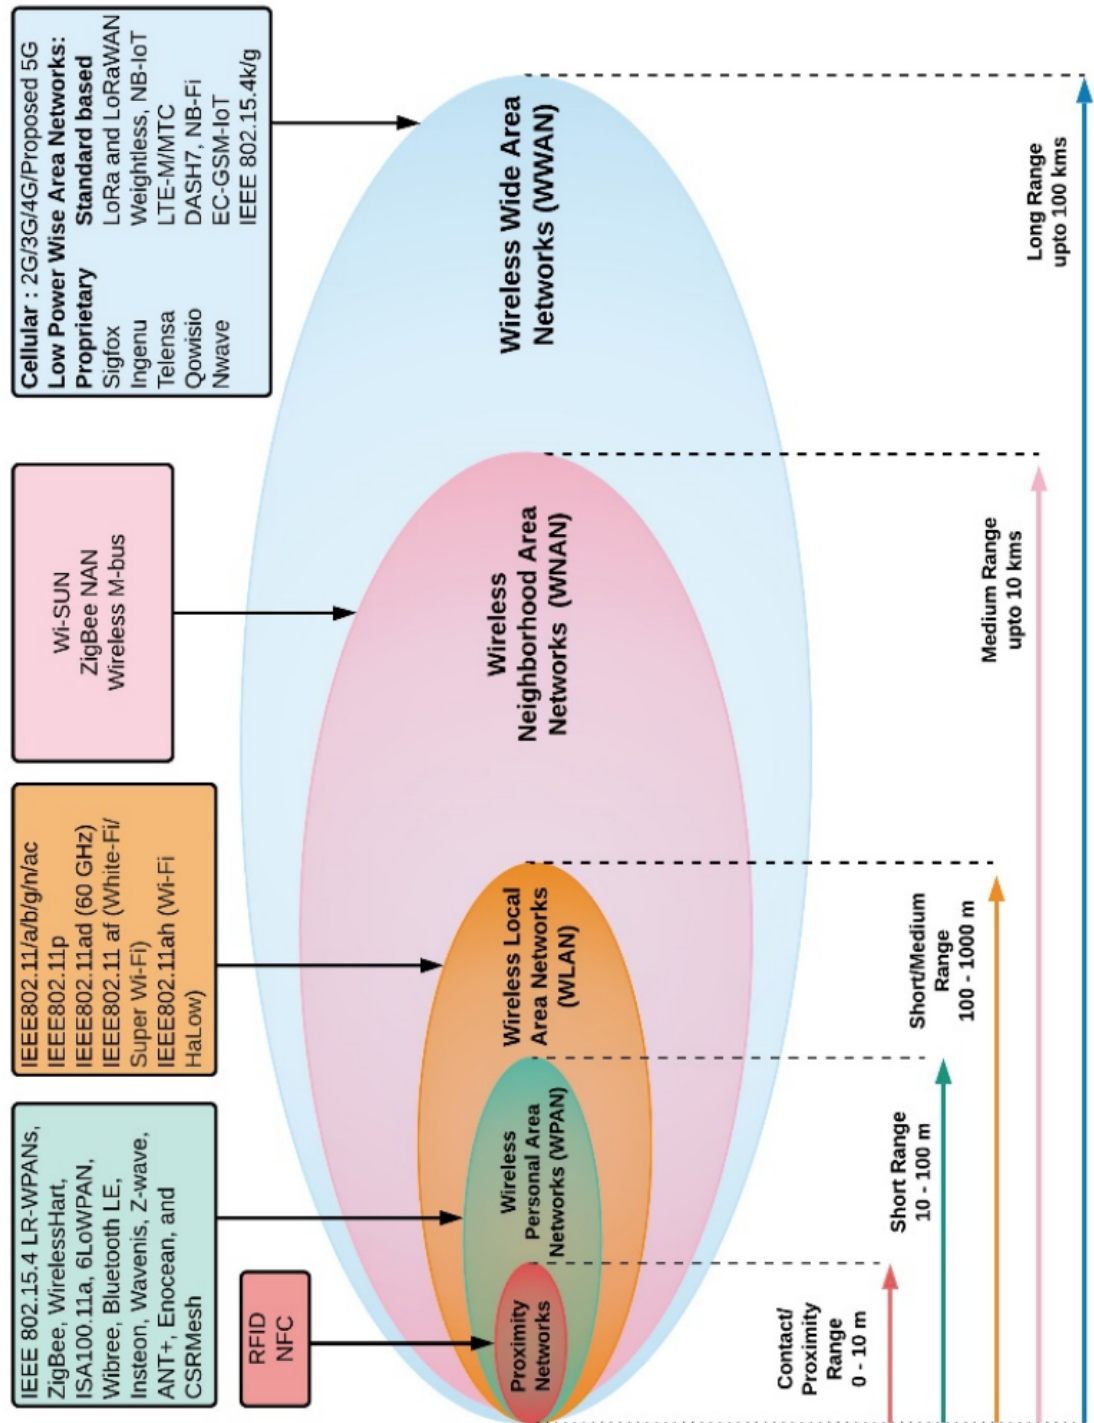 IEEE 802.15.4 LR-WPANs,
ZigBee, WirelessHart,
ISA100.11a, 6LoWPAN,
Wibree, Bluetooth LE,
Insteon, Wavenis, Z-wave,
ANT+, Enocean, and
CSRMesh
RFID
NFC
IEEE802.11/a/b/g/n/ac
IEEE802.11p
IEEE802.11ad (60 GHz)
IEEE802.11 af (White-Fi/
Super Wi-Fi)
IEEE802.11ah (Wi-Fi
HaLow)
Wi-SUN
ZigBee NAN
Wireless M-bus
Cellular : 2G/3G/4G/Proposed 5G
Low Power Wise Area Networks:
Proprietary Standard based
Sigfox LoRa and LoRaWAN
Ingenu Weightless, NB-IoT
Telensa LTE-M/MTC
Qowisio DASH7, NB-Fi
Nwave EC-GSM-IoT
IEEE 802.15.4k/g
Proximity
Networks
Wireless
Personal Area
Networks (WPAN)
Wireless Local
Area Networks
(WLAN)
Wireless
Neighborhood Area
Networks (WNAN)
Wireless Wide Area
Networks (WWAN)
Contact/
Proximity
Range
0 - 10 m
Short Range
10 - 100 m
Short/Medium
Range
100 - 1000 m
Medium Range
upto 10 kms
Long Range
upto 100 kms